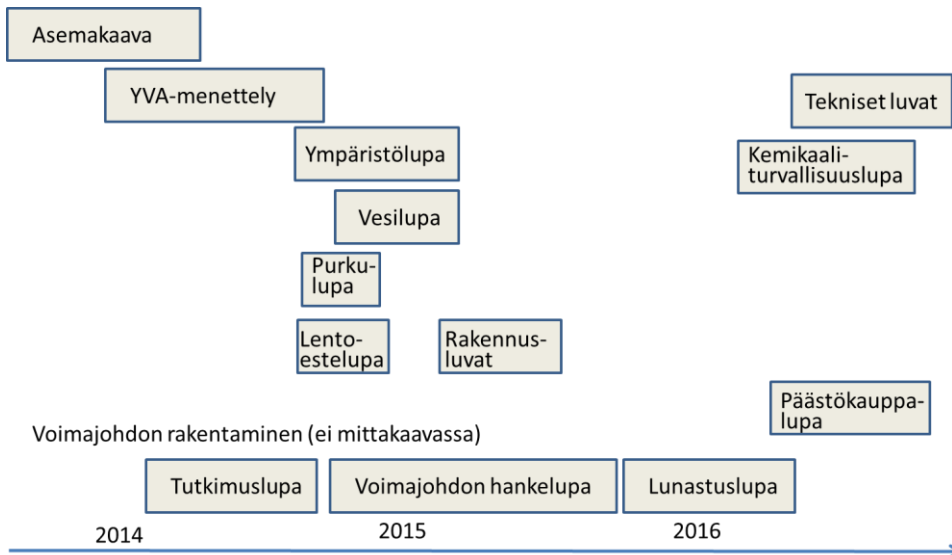 Asemakaava
YVA-menettely
Tekniset luvat
Ympäristölupa
Kemikaali-
turvallisuuslupa
Vesilupa
Purku-
lupa
Lento-
estelupa
Rakennus-
luvat
Päästökauppa-
lupa
Voimajohdon rakentaminen (ei mittakaavassa)
Tutkimuslupa
Voimajohdon hankelupa
Lunastuslupa
2014
2015
2016